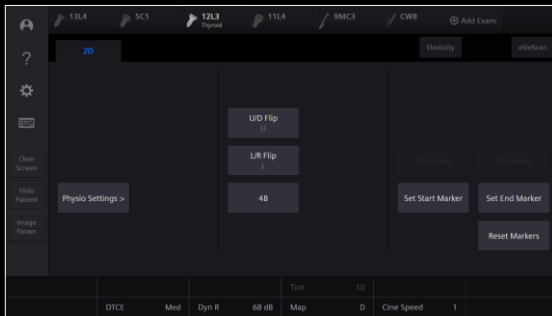 13L4 5C1 12L3 11L4 9MC3 CW8 Add Exam
Thyroid
2D Elasticity eSieScan
U/D Flip
U
Clear
Screen
L/R Flip
L
Hide
Patient
Physio Settings > 4B Set Start Marker Set End Marker
Image
Param
Reset Markers
Tint 10
DTCE Med Dyn R 68 dB Map D Cine Speed 1